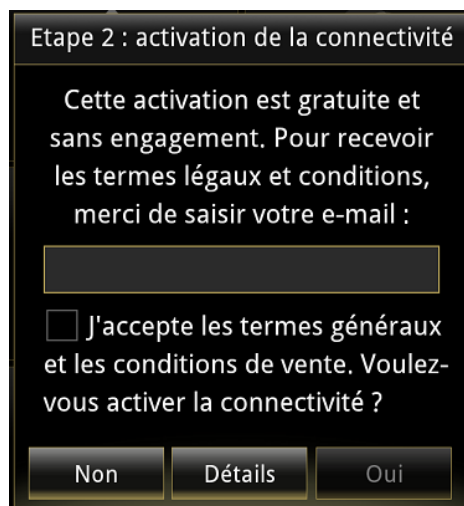 Etape 2 : activation de la connectivité
Cette activation est gratuite et
sans engagement. Pour recevoir
les termes légaux et conditions,
merci de saisir votre e-mail :
J'accepte les termes généraux
et les conditions de vente. Voulez-
vous activer la connectivité ?
Non
Détails
Oui